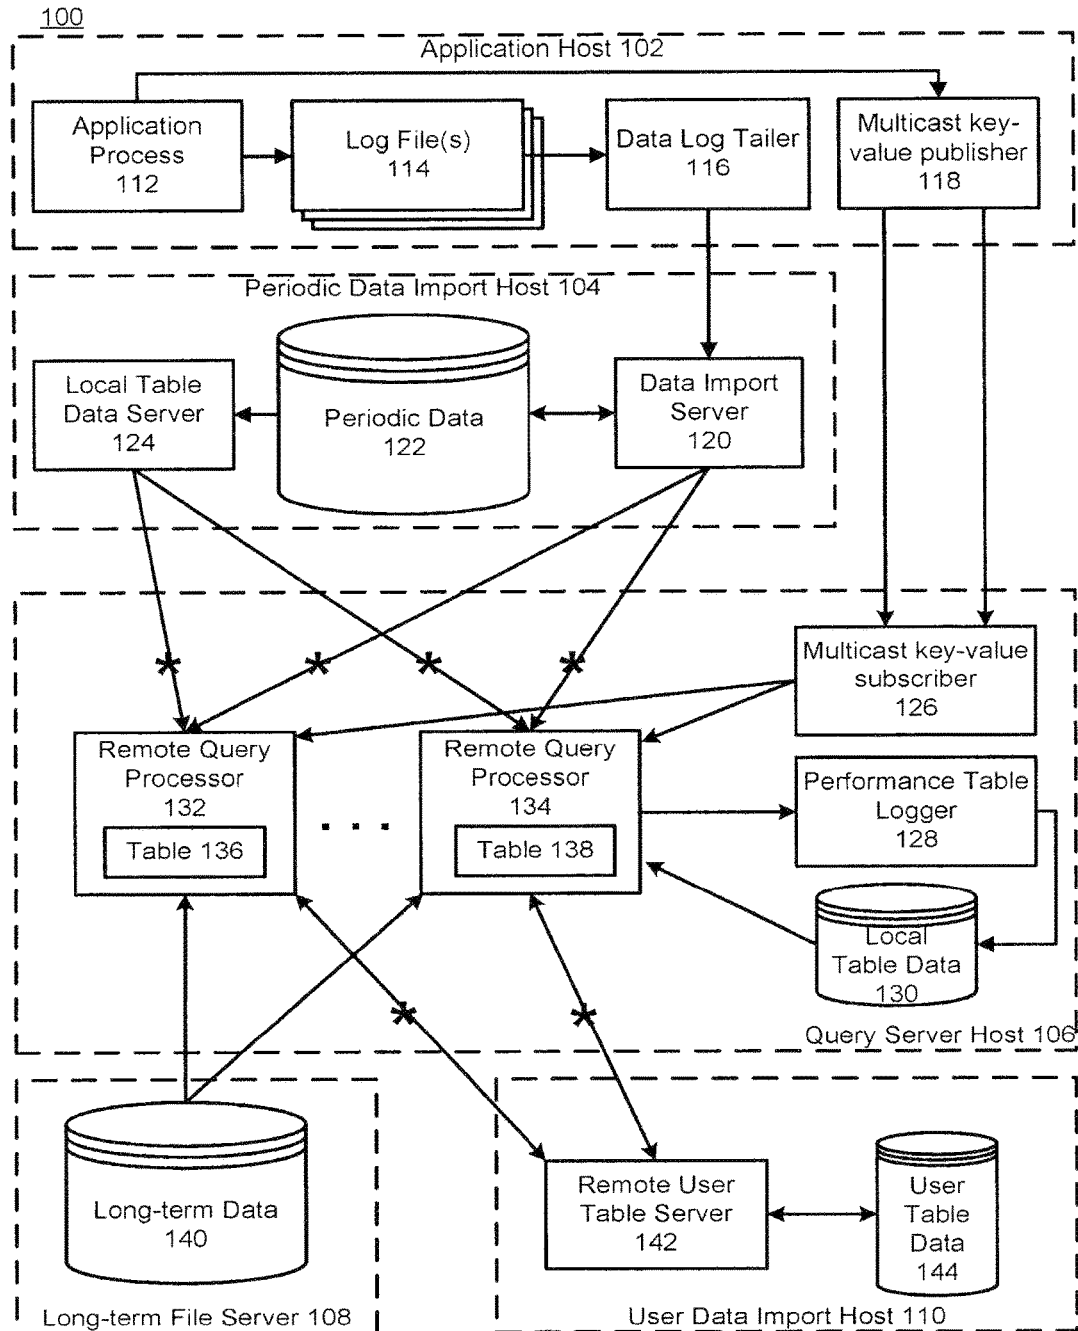 100
Application Host 102
Application
Process
112
Log File(s)
114
Data Log Tailer
116
Multicast key-
value publisher
118
Periodic Data Import Host 104
Local Table
Data Server
124
Periodic Data
122
Data Import
Server
120
Multicast key-value
subscriber
126
Remote Query
Processor
132
Table 136
. . .
Remote Query
Processor
134
Table 138
Performance Table
Logger
128
Local
Table Data
130
Query Server Host 106
Long-term Data
140
Long-term File Server 108
Remote User
Table Server
142
User
Table
Data
144
User Data Import Host 110